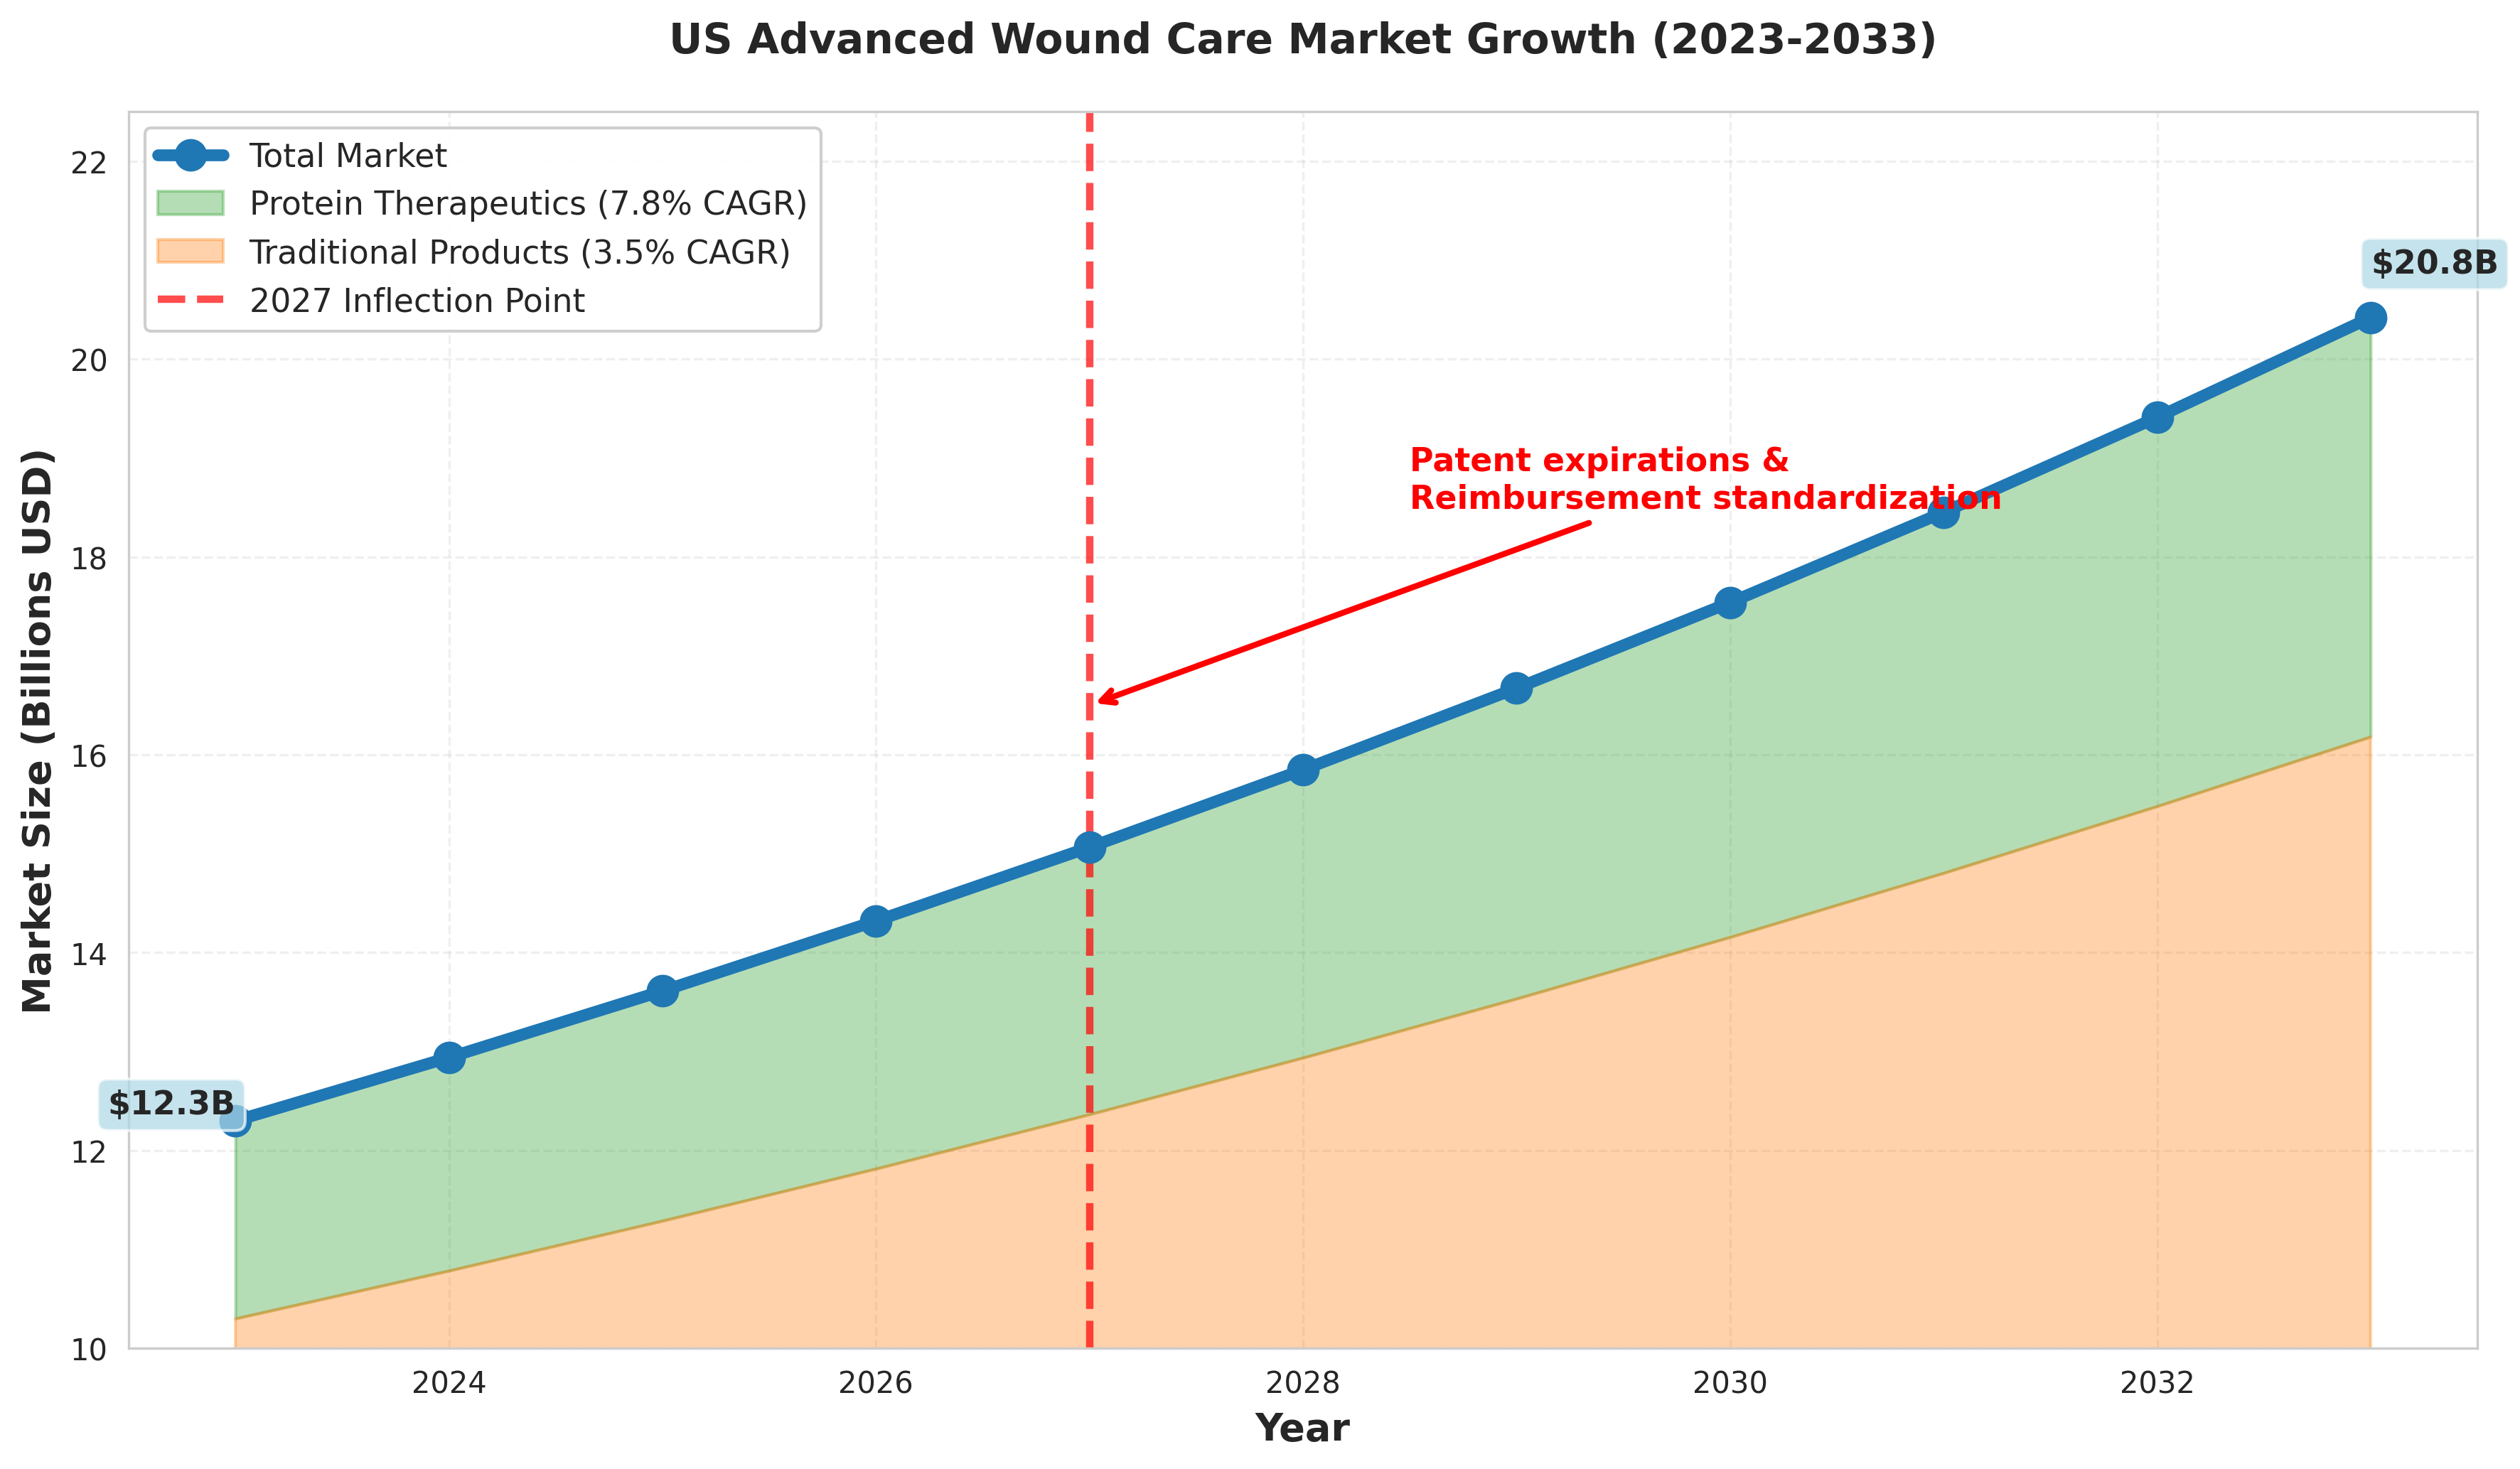 US Advanced Wound Care Market Growth (2023-2033)
Total Market
Protein Therapeutics (7.8% CAGR)
Traditional Products (3.5% CAGR)
2027 Inflection Point
$20.8B
Patent expirations &
Reimbursement standardization
$12.3B
Market Size (Billions USD)
22
20
18
16
14
12
10
2024
2026
2028
2030
2032
Year